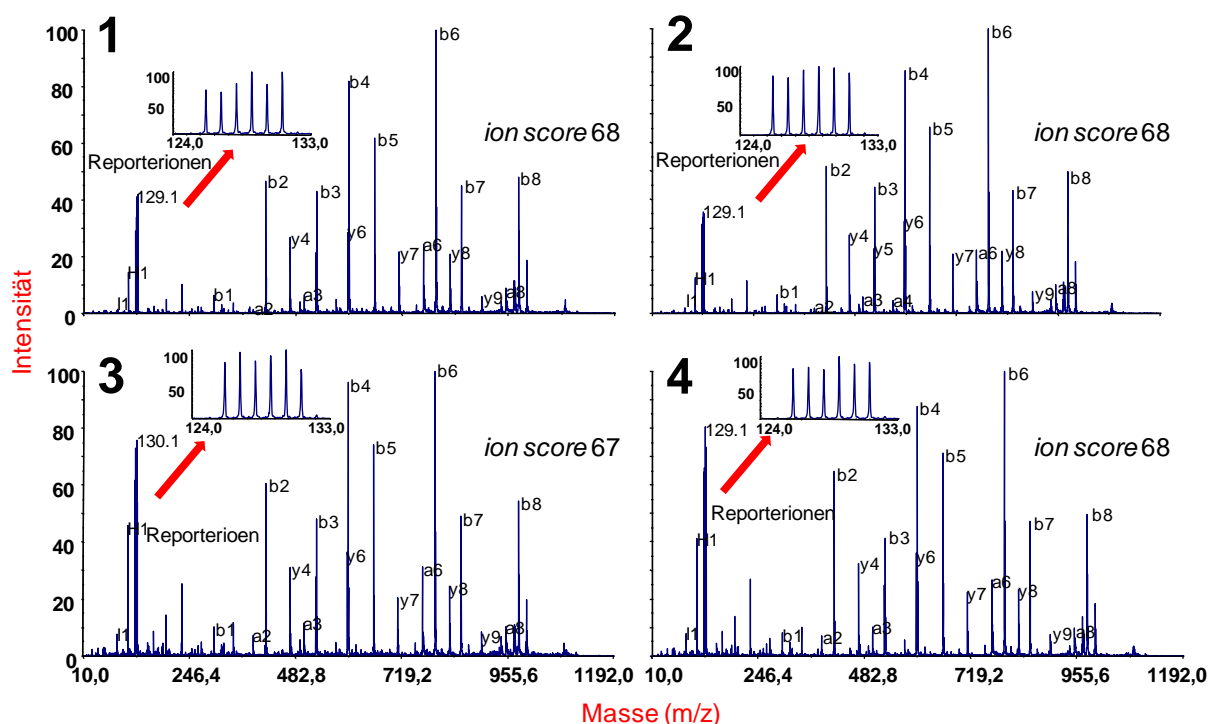 1
100
80
60
40
20
0
100
50
124,0
133,0
Reporterionen
129.1
I1
H1
b1
b2
a2
y4
a3
b3
b4
y6
b5
y7
a6
b6
y8
b7
y9
a8
b8
ion score 68
2
100
50
124,0
133,0
Reporterionen
129.1
I1
H1
b1
b2
a2
y4
a3
b3
y5
a4
b4
y6
b5
y7
a6
b6
y8
b7
y9
a8
b8
ion score 68
Intensität
3
100
80
60
40
20
0
100
50
124,0
133,0
130.1
Reporterioen
I1
H1
b1
b2
a2
y4
a3
b3
b4
y6
b5
y7
a6
b6
y8
b7
y9
a8
b8
ion score 67
10,0
246,4
482,8
719,2
955,6
1192,0
4
100
50
124,0
133,0
129.1
Reporterionen
I1
H1
b1
b2
a2
y4
a3
b3
b4
y6
b5
y7
a6
b6
y8
b7
y9
a8
b8
ion score 68
10,0
246,4
482,8
719,2
955,6
1192,0
Masse (m/z)